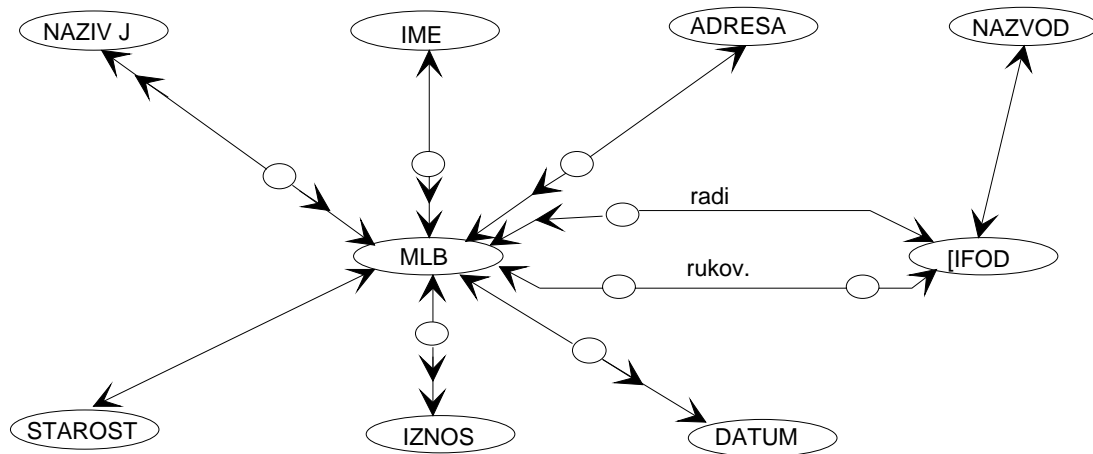 NAZIV J
IME
ADRESA
NAZVOD
radi
MLB
rukov.
[IFOD
STAROST
IZNOS
DATUM